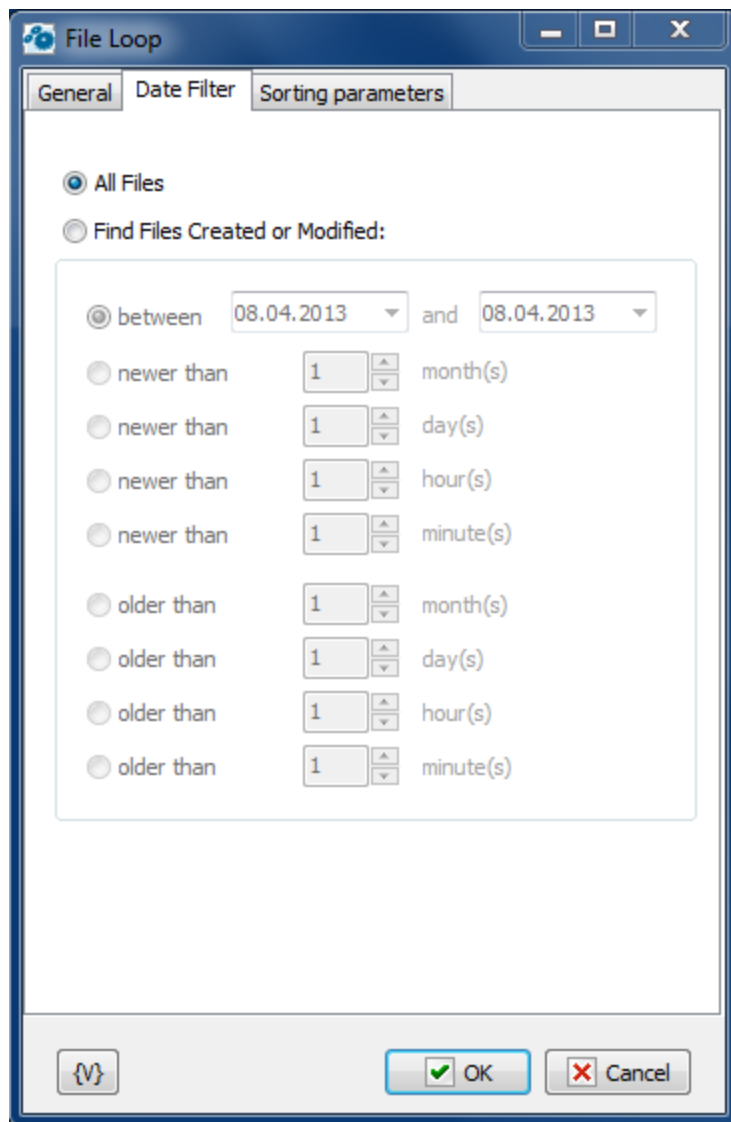 File Loop
General Date Filter Sorting parameters
All Files
Find Files Created or Modified:
between 08.04.2013 and 08.04.2013
newer than 1 month(s)
newer than 1 day(s)
newer than 1 hour(s)
newer than 1 minute(s)
older than 1 month(s)
older than 1 day(s)
older than 1 hour(s)
older than 1 minute(s)
{V} OK Cancel